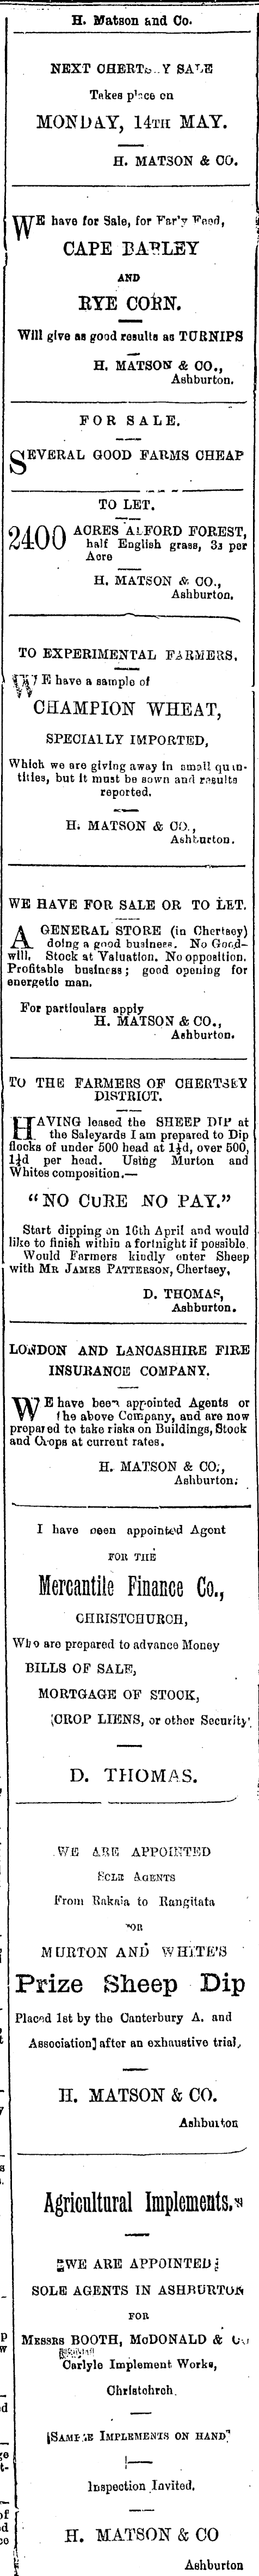 H. Matson and Co.
NEXT CHERTS Y SALE
Takes place on
MONDAY, 14TH MAY.
H. MATSON & CO.
WE have for Sale, for Early Feed,
CAPE BARLEY
AND
RYE CORN.
Will give as good results as TURNIPS
H. MATSON & CO.,
Ashburton.
FOR SALE.
SEVERAL GOOD FARMS CHEAP
TO LET.
2400 ACRES ALFORD FOREST,
half English grass, 3s per
Acre
H. MATSON & CO.,
Ashburton.
TO EXPERIMENTAL FARMERS.
WE have a sample of
CHAMPION WHEAT,
SPECIALLY IMPORTED,
Which we are giving away in small quan-
tities, but it must be sown and results
reported.
H. MATSON & CO.,
Ashburton.
WE HAVE FOR SALE OR TO LET.
A GENERAL STORE (in Chertsey)
doing a good business. No Good-
will. Stock at Valuation. No opposition.
Profitable business; good opening for
energetic man.
For particulars apply
H. MATSON & CO.,
Ashburton.
TO THE FARMERS OF CHERTSEY
DISTRICT.
HAVING leased the SHEEP DIP at
the Saleyards I am prepared to Dip
flocks of under 500 head at 1½d, over 500,
1¼d per head. Using Murton and
Whites composition.—
"NO CURE NO PAY."
Start dipping on 16th April and would
like to finish within a fortnight if possible.
Would Farmers kindly enter Sheep
with MR JAMES PATTERSON, Chertsey,
D. THOMAS,
Ashburton.
LONDON AND LANCASHIRE FIRE
INSURANCE COMPANY.
WE have been appointed Agents or
the above Company, and are now
prepared to take risks on Buildings, Stock
and Crops at current rates.
H. MATSON & CO.,
Ashburton.
I have been appointed Agent
FOR THE
Mercantile Finance Co.,
CHRISTCHURCH,
Who are prepared to advance Money
BILLS OF SALE,
MORTGAGE OF STOCK,
CROP LIENS, or other Security.
D. THOMAS.
WE ARE APPOINTED
SOLE AGENTS
From Rakaia to Rangitata
FOR
MURTON AND WHITE'S
Prize Sheep Dip
Placed 1st by the Canterbury A. and
Association] after an exhaustive trial,
H. MATSON & CO.
Ashburton
Agricultural Implements.
WE ARE APPOINTED
SOLE AGENTS IN ASHBURTON
FOR
MESSRS BOOTH, McDONALD & Co
Carlyle Implement Works,
Christchroh.
SAMPLE IMPLEMENTS ON HAND
Inspection Invited.
H. MATSON & CO
Ashburton